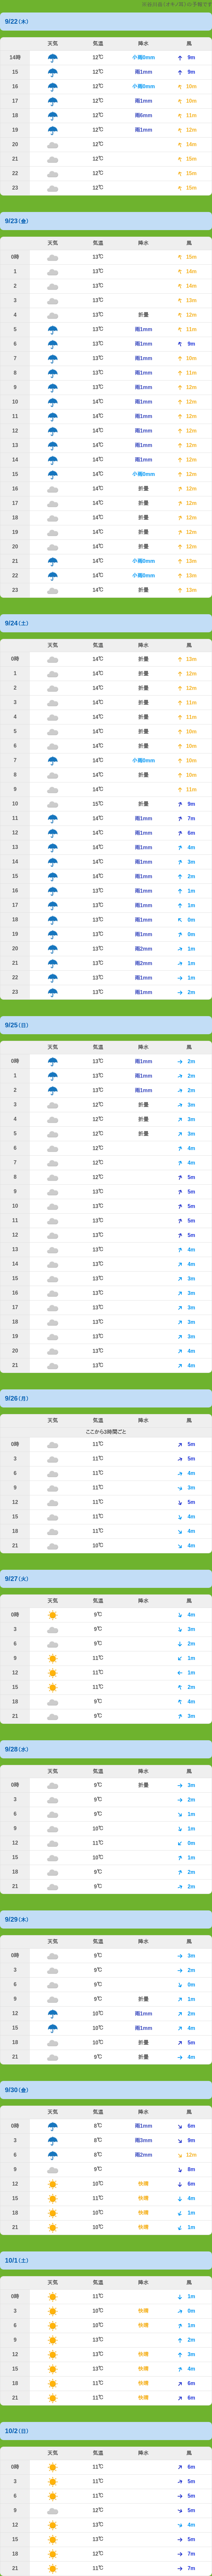 9/22（木）
天気 気温 降水 風
14時 12℃ 小雨0mm 9m
15 12℃ 雨1mm 9m
16 12℃ 小雨0mm 10m
17 12℃ 雨1mm 10m
18 12℃ 雨6mm 11m
19 12℃ 雨1mm 12m
20 12℃ 14m
21 12℃ 15m
22 12℃ 15m
23 12℃ 15m
9/23（金）
天気 気温 降水 風
0時 13℃ 15m
1 13℃ 14m
2 13℃ 14m
3 13℃ 13m
4 13℃ 折曇 12m
5 13℃ 雨1mm 11m
6 13℃ 雨1mm 9m
7 13℃ 雨1mm 10m
8 13℃ 雨1mm 11m
9 13℃ 雨1mm 12m
10 14℃ 雨1mm 12m
11 14℃ 雨1mm 12m
12 14℃ 雨1mm 12m
13 14℃ 雨1mm 12m
14 14℃ 雨1mm 12m
15 14℃ 小雨0mm 12m
16 14℃ 折曇 12m
17 14℃ 折曇 12m
18 14℃ 折曇 12m
19 14℃ 折曇 12m
20 14℃ 折曇 12m
21 14℃ 小雨0mm 13m
22 14℃ 小雨0mm 13m
23 14℃ 折曇 13m
9/24（土）
天気 気温 降水 風
0時 14℃ 折曇 13m
1 14℃ 折曇 12m
2 14℃ 折曇 12m
3 14℃ 折曇 11m
4 14℃ 折曇 11m
5 14℃ 折曇 10m
6 14℃ 折曇 10m
7 14℃ 小雨0mm 10m
8 14℃ 折曇 10m
9 14℃ 11m
10 15℃ 折曇 9m
11 14℃ 雨1mm 7m
12 14℃ 雨1mm 6m
13 14℃ 雨1mm 4m
14 14℃ 雨1mm 3m
15 14℃ 雨1mm 2m
16 13℃ 雨1mm 1m
17 13℃ 雨1mm 1m
18 13℃ 雨1mm 0m
19 13℃ 雨1mm 0m
20 13℃ 雨2mm 1m
21 13℃ 雨2mm 1m
22 13℃ 雨1mm 1m
23 13℃ 雨1mm 2m
9/25（日）
天気 気温 降水 風
0時 13℃ 雨1mm 2m
1 13℃ 雨1mm 2m
2 13℃ 雨1mm 2m
3 12℃ 折曇 3m
4 12℃ 折曇 3m
5 12℃ 折曇 3m
6 12℃ 4m
7 12℃ 4m
8 12℃ 5m
9 13℃ 5m
10 13℃ 5m
11 13℃ 5m
12 13℃ 5m
13 13℃ 4m
14 13℃ 4m
15 13℃ 3m
16 13℃ 3m
17 13℃ 3m
18 13℃ 3m
19 13℃ 3m
20 13℃ 4m
21 13℃ 4m
9/26（月）
天気 気温 降水 風
ここから3時間ごと
0時 11℃ 5m
3 11℃ 5m
6 11℃ 4m
9 11℃ 3m
12 11℃ 5m
15 11℃ 4m
18 11℃ 4m
21 10℃ 4m
9/27（火）
天気 気温 降水 風
0時 9℃ 4m
3 9℃ 3m
6 9℃ 2m
9 11℃ 1m
12 11℃ 1m
15 11℃ 2m
18 9℃ 4m
21 9℃ 3m
9/28（水）
天気 気温 降水 風
0時 9℃ 折曇 3m
3 9℃ 2m
6 9℃ 1m
9 10℃ 1m
12 11℃ 0m
15 10℃ 1m
18 9℃ 2m
21 9℃ 2m
9/29（木）
天気 気温 降水 風
0時 9℃ 3m
3 9℃ 2m
6 9℃ 0m
9 9℃ 折曇 1m
12 10℃ 雨1mm 2m
15 10℃ 雨1mm 4m
18 10℃ 折曇 5m
21 9℃ 折曇 4m
9/30（金）
天気 気温 降水 風
0時 8℃ 雨1mm 6m
3 8℃ 雨3mm 9m
6 8℃ 雨2mm 12m
9 9℃ 8m
12 10℃ 快晴 6m
15 11℃ 快晴 4m
18 10℃ 快晴 1m
21 10℃ 快晴 1m
10/1（土）
天気 気温 降水 風
0時 11℃ 1m
3 10℃ 快晴 0m
6 10℃ 快晴 1m
9 13℃ 2m
12 13℃ 快晴 3m
15 13℃ 快晴 4m
18 11℃ 快晴 6m
21 11℃ 快晴 6m
10/2（日）
天気 気温 降水 風
0時 11℃ 6m
3 11℃ 5m
6 11℃ 5m
9 12℃ 5m
12 13℃ 4m
15 13℃ 5m
18 12℃ 7m
21 11℃ 7m